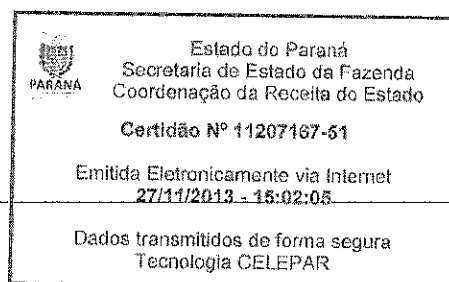 Estado do Paraná
Secretaria de Estado da Fazenda
Coordenação da Receita do Estado
PARANÁ
Certidão Nº 11207167-51
Emitida Eletronicamente via Internet
27/11/2013 - 15:02:05
Dados transmitidos de forma segura
Tecnologia CELEPAR